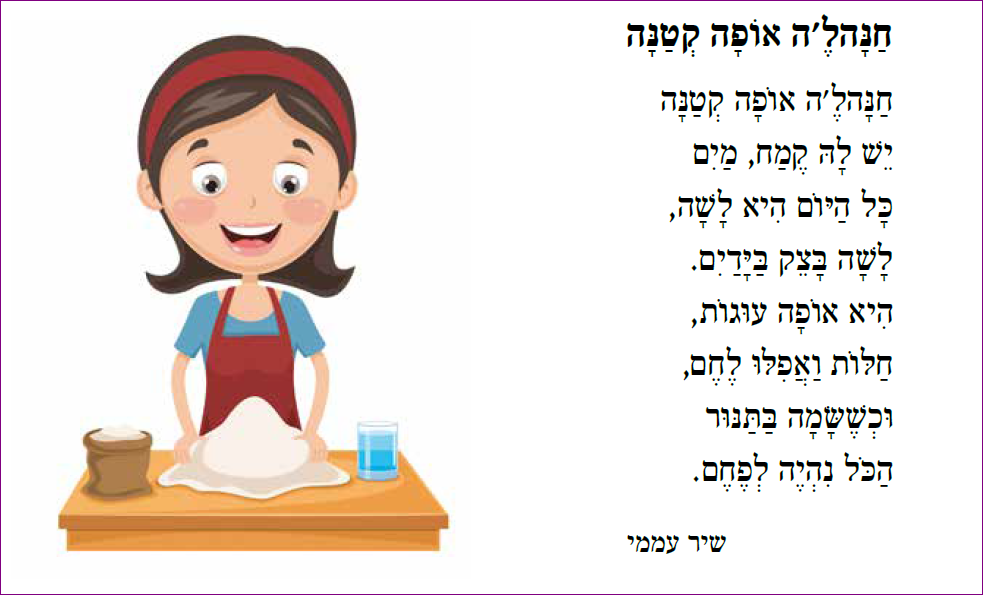 חַנָּהלֶ'ה אוֹפָה קְטַנָּה
חַנָּהלֶ'ה אוֹפָה קְטַנָּה
יֵשׁ לָהּ קֶמַח, מַיִם
כָּל הַיּוֹם הִיא לָשָׁה,
לָשָׁה בָּצֵק בַּיָּדַיִם.
הִיא אוֹפָה עוּגוֹת,
חַלּוֹת וַאֲפִלּוּ לֶחֶם,
וּכְשֶׁשָּׂמָה בַּתַּנּוּר
הַכֹּל נִהְיֶה לְפֶחֶם.
שיר עממי